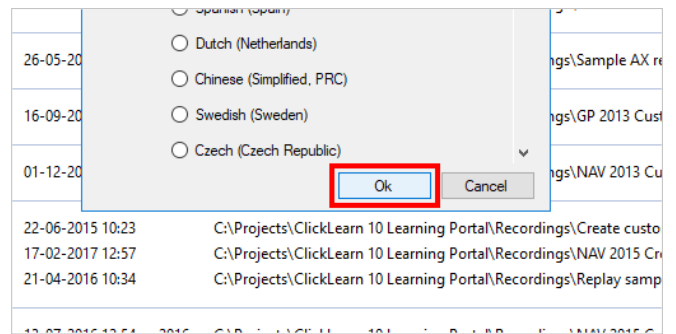 Spanish (Spain)
Dutch (Netherlands)
26-05-20
ngs\Sample AX re
Chinese (Simplified, PRC)
16-09-20
Swedish (Sweden)
ngs\GP 2013 Cust
Czech (Czech Republic)
01-12-20
ngs\NAV 2013 Cu
Ok Cancel
22-06-2015 10:23 C:\Projects\ClickLearn 10 Learning Portal\Recordings\Create custo
17-02-2017 12:57 C:\Projects\ClickLearn 10 Learning Portal\Recordings\NAV 2015 Cre
21-04-2016 10:34 C:\Projects\ClickLearn 10 Learning Portal\Recordings\Replay samp